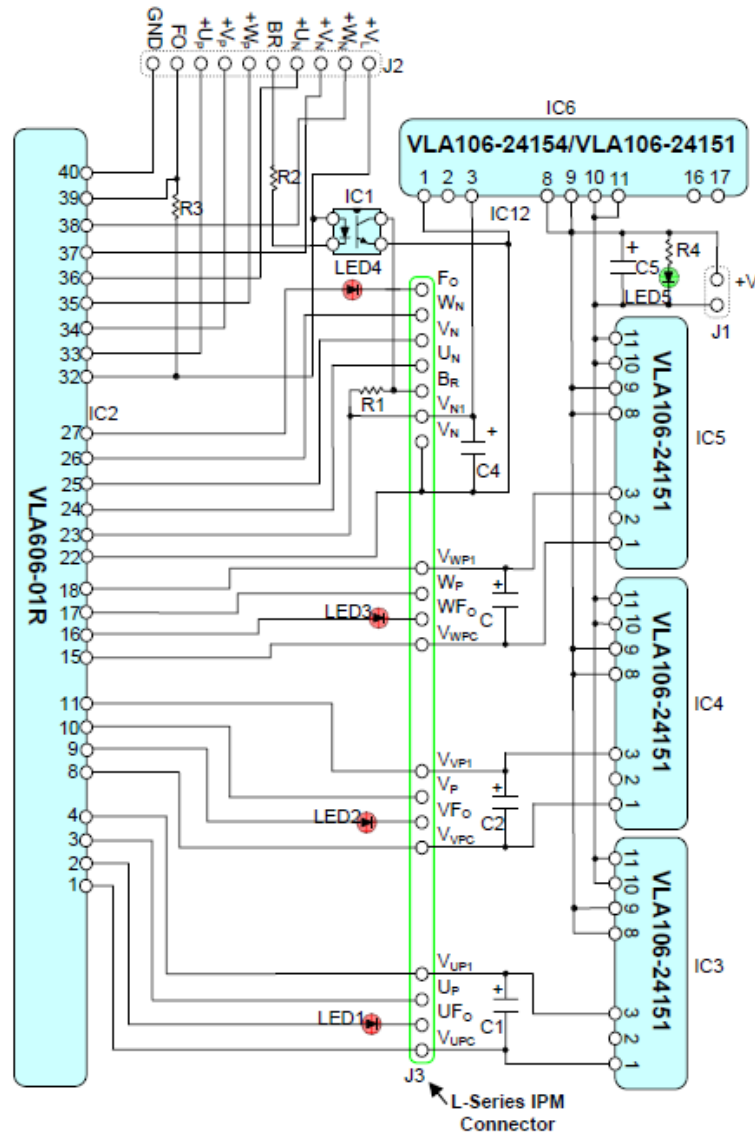 GND FO +UP +VP +WP BR +UN +VN +WN +VL
J2
IC6
VLA106-24154/VLA106-24151
1 2 3 8 9 10 11 16 17
IC12
40
39
38
37
36
35
34
33
32
R3
R2
IC1
LED4
C5
R4
LED5
+V
J1
IC2
VLA606-01R
27
26
25
24
23
22
18
17
16
15
11
10
9
8
4
3
2
1
FO
WN
VN
UN
BR
VN1
VN
R1
C4
VWP1
WP
WFO
VWPC
LED3
C
VVP1
VP
VFO
VVPC
LED2
C2
VUP1
UP
UFO
VUPC
LED1
C1
11
10
9
8
3
2
1
VLA106-24151
IC5
11
10
9
8
3
2
1
VLA106-24151
IC4
11
10
9
8
3
2
1
VLA106-24151
IC3
J3
L-Series IPM
Connector